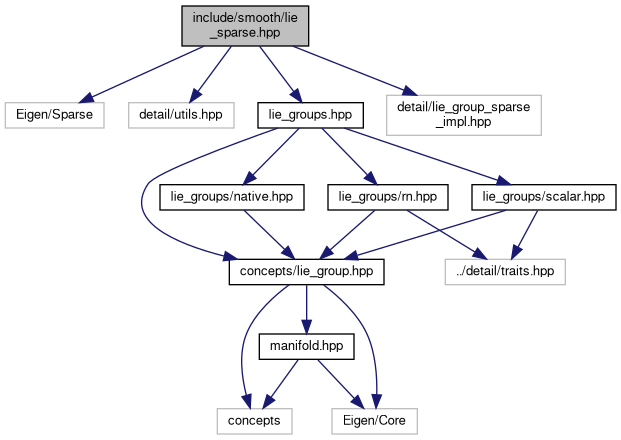 include/smooth/lie
_sparse.hpp
Eigen/Sparse
detail/utils.hpp
lie_groups.hpp
detail/lie_group_sparse
_impl.hpp
lie_groups/native.hpp
lie_groups/rn.hpp
lie_groups/scalar.hpp
concepts/lie_group.hpp
../detail/traits.hpp
manifold.hpp
concepts
Eigen/Core